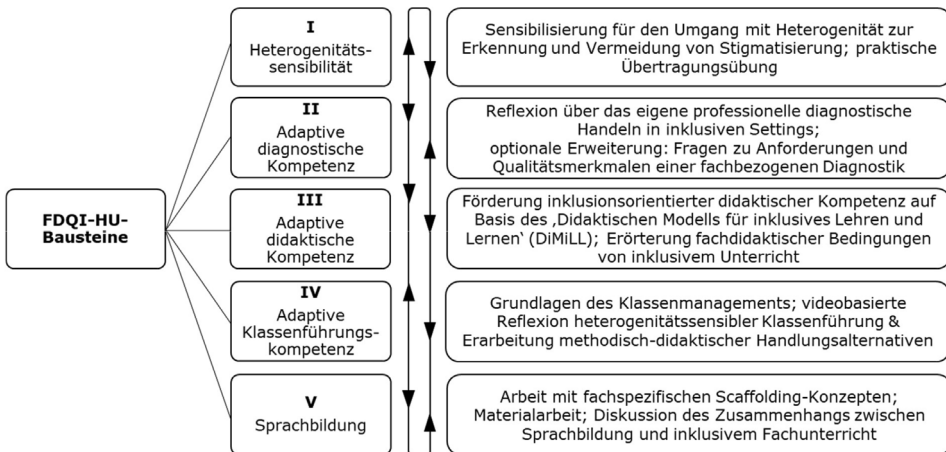 FDQI-HU-
Bausteine
I
Heterogenitäts-
sensibilität
Sensibilisierung für den Umgang mit Heterogenität zur
Erkennung und Vermeidung von Stigmatisierung; praktische
Übertragungsübung
II
Adaptive
diagnostische
Kompetenz
Reflexion über das eigene professionelle diagnostische
Handeln in inklusiven Settings;
optionale Erweiterung: Fragen zu Anforderungen und
Qualitätsmerkmalen einer fachbezogenen Diagnostik
III
Adaptive
didaktische
Kompetenz
Förderung inklusionsorientierter didaktischer Kompetenz auf
Basis des ‚Didaktischen Modells für inklusives Lehren und
Lernen‘ (DiMiLL); Erörterung fachdidaktischer Bedingungen
von inklusivem Unterricht
IV
Adaptive
Klassenführungs-
kompetenz
Grundlagen des Klassenmanagements; videobasierte
Reflexion heterogenitätssensibler Klassenführung &
Erarbeitung methodisch-didaktischer Handlungsalternativen
V
Sprachbildung
Arbeit mit fachspezifischen Scaffolding-Konzepten;
Materialarbeit; Diskussion des Zusammenhangs zwischen
Sprachbildung und inklusivem Fachunterricht